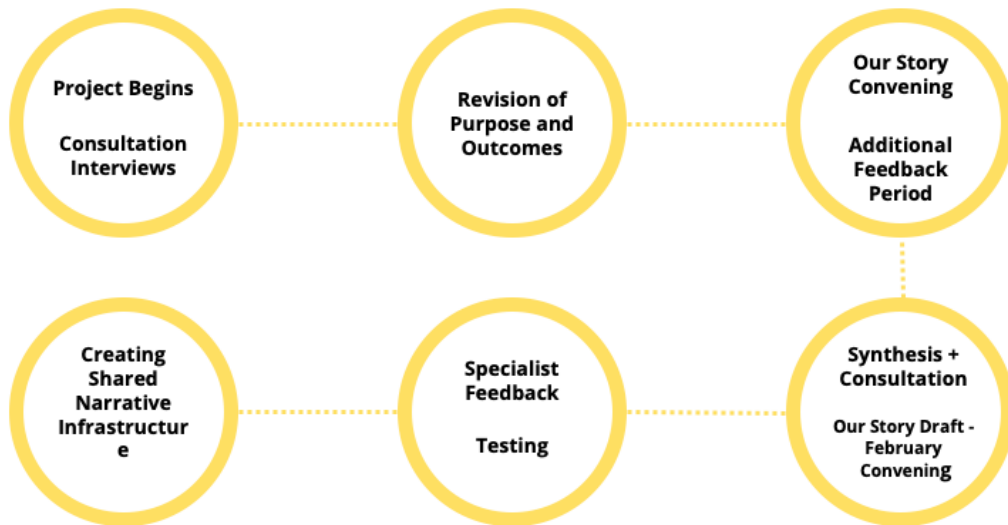 Project Begins
Consultation
Interviews
Revision of
Purpose and
Outcomes
Our Story
Convening
Additional
Feedback
Period
Creating
Shared
Narrative
Infrastructur
e
Specialist
Feedback
Testing
Synthesis +
Consultation
Our Story Draft -
February
Convening